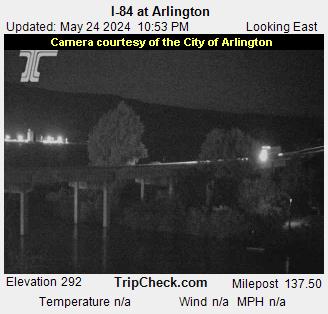 I-84 at Arlington
Updated: May 24 2024 10:53 PM Looking East
Camera courtesy of the City of Arlington
Elevation 292 TripCheck.com Milepost 137.50
Temperature n/a Wind n/a MPH n/a